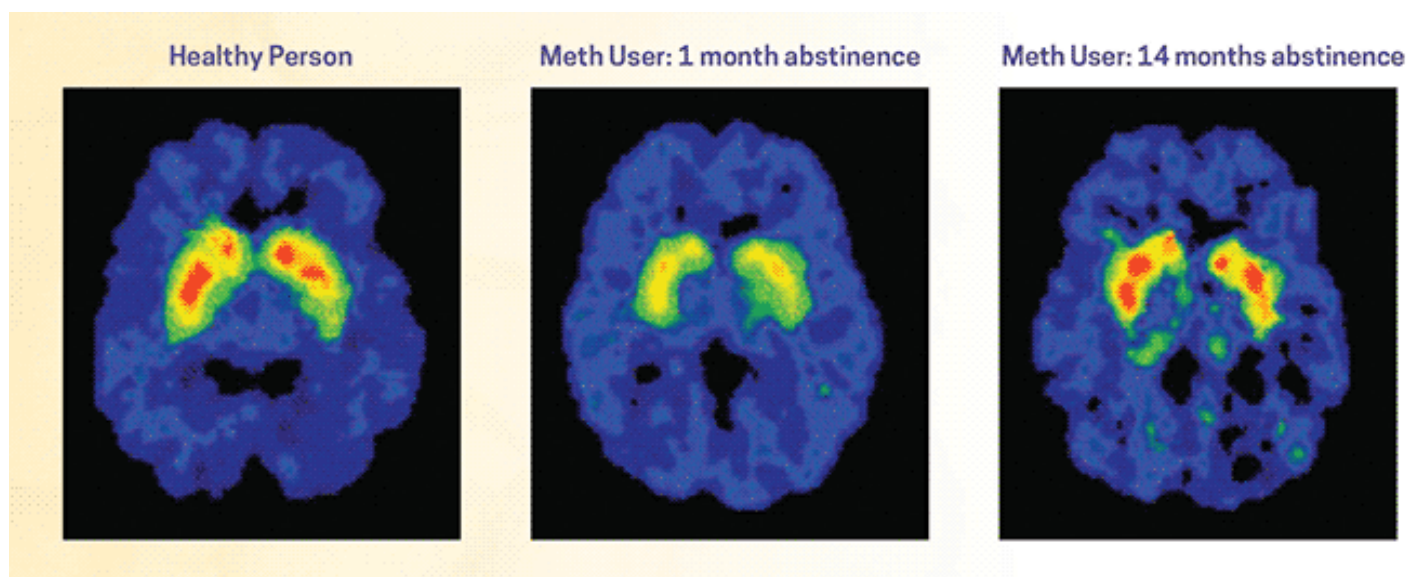 Healthy Person
Meth User: 1 month abstinence
Meth User: 14 months abstinence